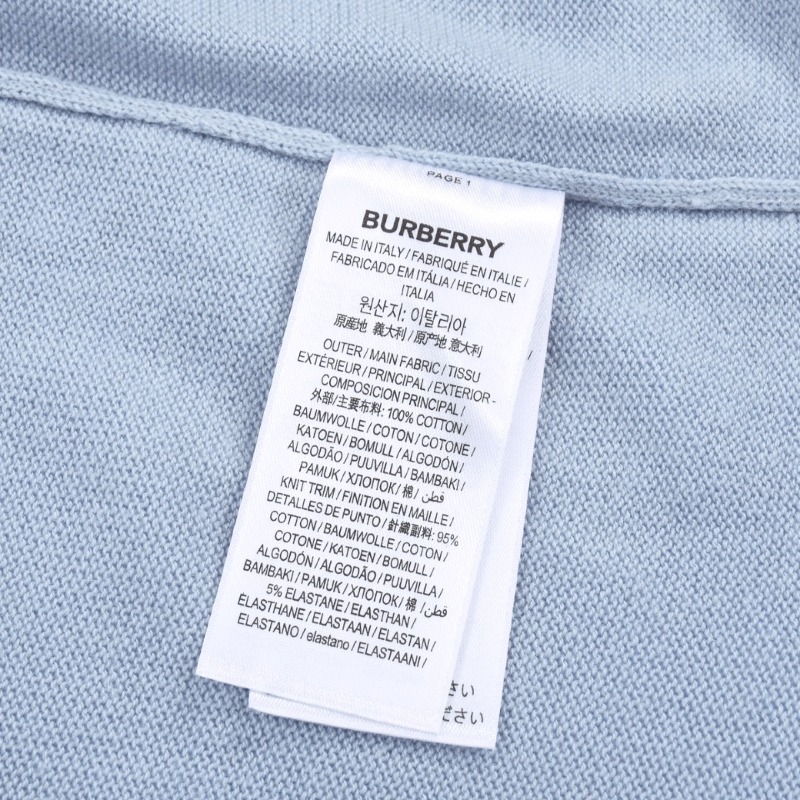 PAGE 1
BURBERRY
MADE IN ITALY / FABRIQUÉ EN ITALIE /
FABRICADO EM ITÁLIA / HECHO EN
ITALIA
원산지: 이탈리아
原産地 義大利 / 原产地 意大利
OUTER / MAIN FABRIC / TISSU
EXTÉRIEUR / PRINCIPAL / EXTERIOR -
COMPOSICION PRINCIPAL /
外部/主要布料: 100% COTTON /
BAUMWOLLE / COTON / COTONE /
KATOEN / BOMULL / ALGODÓN /
ALGODÃO / PUUVILLA / BAMBAKI /
PAMUK / ХЛОПОК / 棉 / قطن /
KNIT TRIM / FINITION EN MAILLE /
DETALLES DE PUNTO / 針織副料: 95%
COTTON / BAUMWOLLE / COTON /
COTONE / KATOEN / BOMULL /
ALGODÓN / ALGODÃO / PUUVILLA /
BAMBAKI / PAMUK / ХЛОПОК / 棉 / قطن /
5% ELASTANE / ELASTHAN /
ÉLASTHANE / ELASTAAN / ELASTAN /
ELASTANO / elastano / ELASTAANI /
さい
ださい